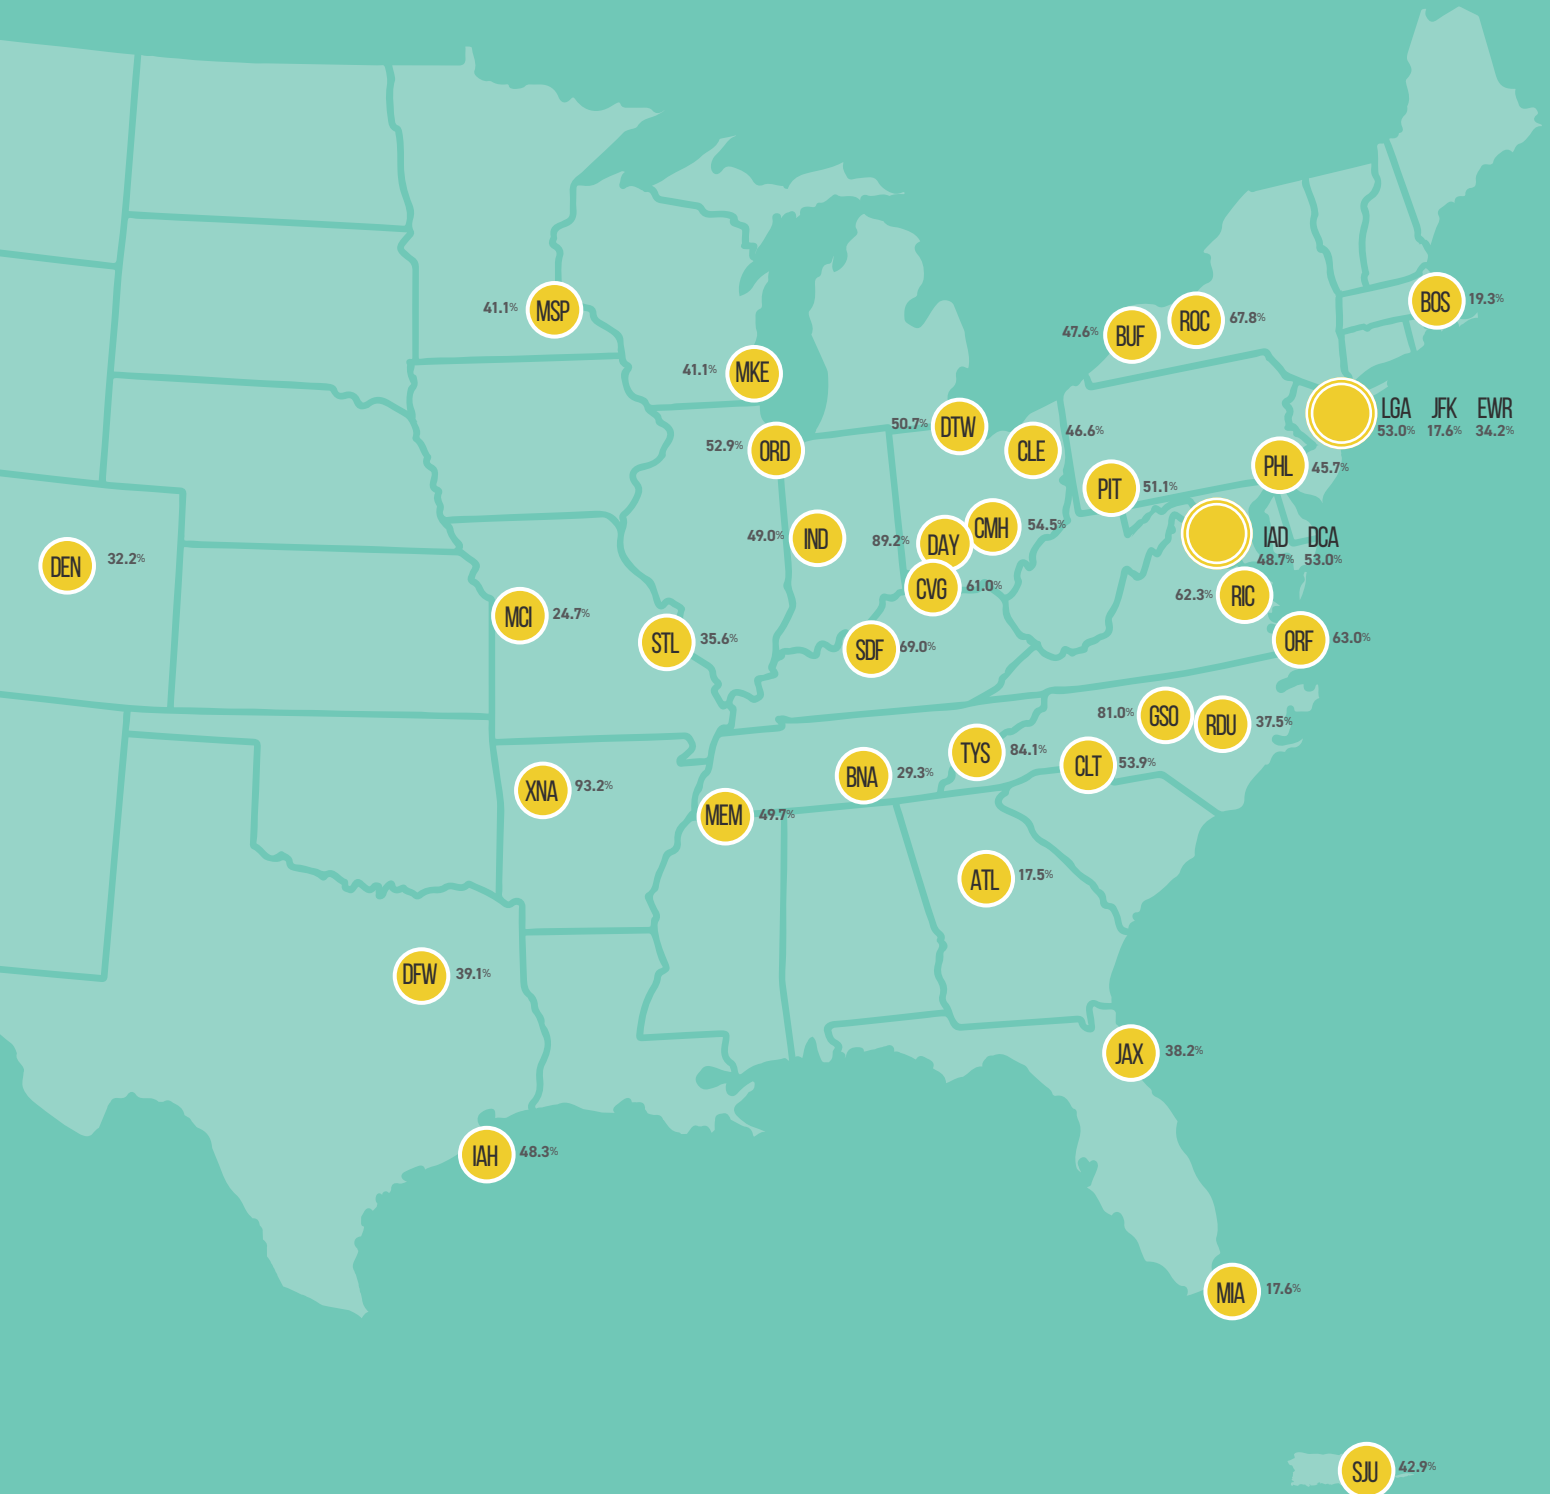 BOS 19.3%
MSP 41.1%
ROC 67.8%
BUF 47.6%
MKE 41.1%
LGA JFK EWR
53.0% 17.6% 34.2%
DTW 50.7%
CLE 46.6%
ORD 52.9%
PHL 45.7%
PIT 51.1%
CMH 54.5%
IND 49.0%
DAY 89.2%
IAD DCA
48.7% 53.0%
DEN 32.2%
CVG 61.0%
RIC 62.3%
MCI 24.7%
STL 35.6%
ORF 63.0%
SDF 69.0%
GSO 81.0%
RDU 37.5%
TYS 84.1%
CLT 53.9%
BNA 29.3%
XNA 93.2%
MEM 49.7%
ATL 17.5%
DFW 39.1%
JAX 38.2%
IAH 48.3%
MIA 17.6%
SJU 42.9%